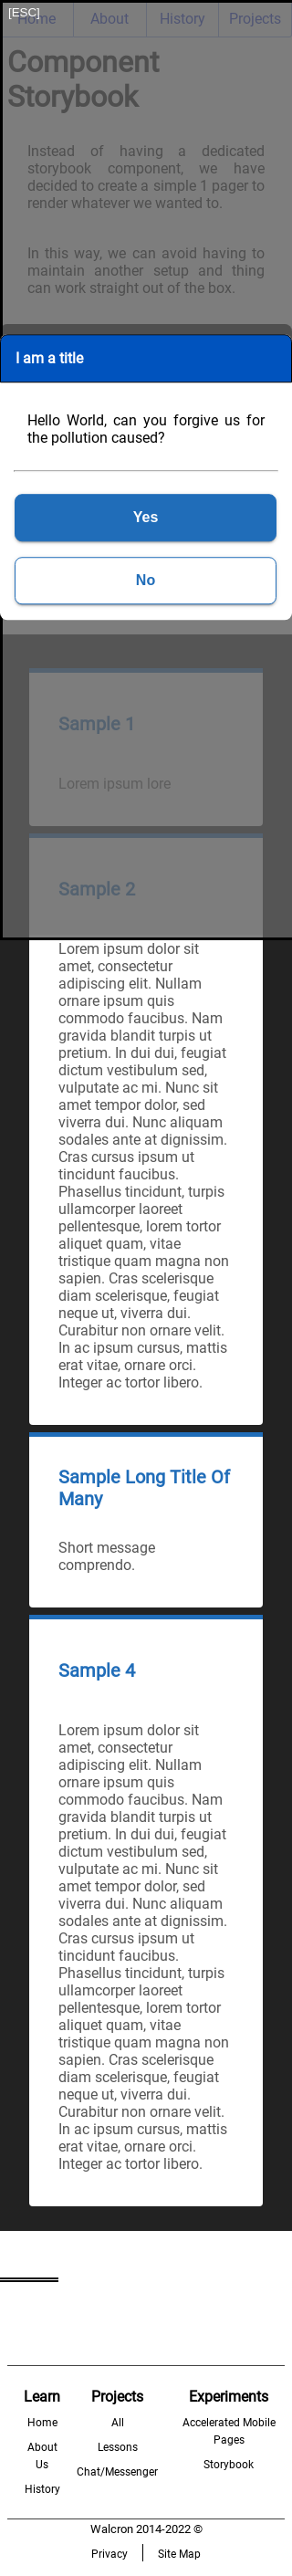 [ESC]
Home About History Projects
Component
Storybook
Instead of having a dedicated
storybook component, we have
decided to create a simple 1 pager to
render whatever we wanted to.
In this way, we can avoid having to
maintain another setup and thing
can work straight out of the box.
I am a title
Hello World, can you forgive us for
the pollution caused?
Yes
No
Sample 1
Lorem ipsum lore
Sample 2
Lorem ipsum dolor sit
amet, consectetur
adipiscing elit. Nullam
ornare ipsum quis
commodo faucibus. Nam
gravida blandit turpis ut
pretium. In dui dui, feugiat
dictum vestibulum sed,
vulputate ac mi. Nunc sit
amet tempor dolor, sed
viverra dui. Nunc aliquam
sodales ante at dignissim.
Cras cursus ipsum ut
tincidunt faucibus.
Phasellus tincidunt, turpis
ullamcorper laoreet
pellentesque, lorem tortor
aliquet quam, vitae
tristique quam magna non
sapien. Cras scelerisque
diam scelerisque, feugiat
neque ut, viverra dui.
Curabitur non ornare velit.
In ac ipsum cursus, mattis
erat vitae, ornare orci.
Integer ac tortor libero.
Sample Long Title Of
Many
Short message
comprendo.
Sample 4
Lorem ipsum dolor sit
amet, consectetur
adipiscing elit. Nullam
ornare ipsum quis
commodo faucibus. Nam
gravida blandit turpis ut
pretium. In dui dui, feugiat
dictum vestibulum sed,
vulputate ac mi. Nunc sit
amet tempor dolor, sed
viverra dui. Nunc aliquam
sodales ante at dignissim.
Cras cursus ipsum ut
tincidunt faucibus.
Phasellus tincidunt, turpis
ullamcorper laoreet
pellentesque, lorem tortor
aliquet quam, vitae
tristique quam magna non
sapien. Cras scelerisque
diam scelerisque, feugiat
neque ut, viverra dui.
Curabitur non ornare velit.
In ac ipsum cursus, mattis
erat vitae, ornare orci.
Integer ac tortor libero.
Learn
Home
About
Us
History
Projects
All
Lessons
Chat/Messenger
Experiments
Accelerated Mobile
Pages
Storybook
Walcron 2014-2022 ©
Privacy Site Map